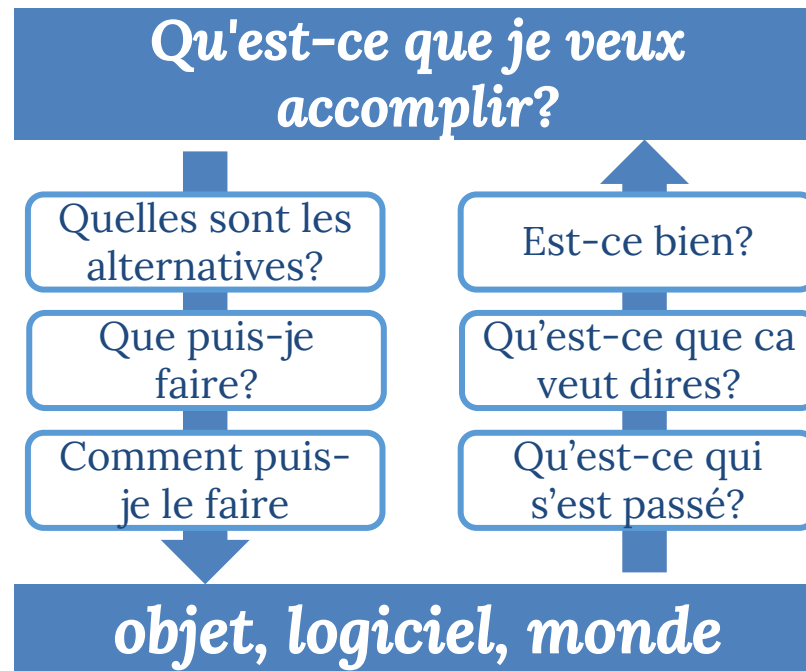 Qu'est-ce que je veux
accomplir?
Quelles sont les
alternatives?
Que puis-je
faire?
Comment puis-
je le faire
Est-ce bien?
Qu’est-ce que ca
veut dires?
Qu’est-ce qui
s’est passé?
objet, logiciel, monde